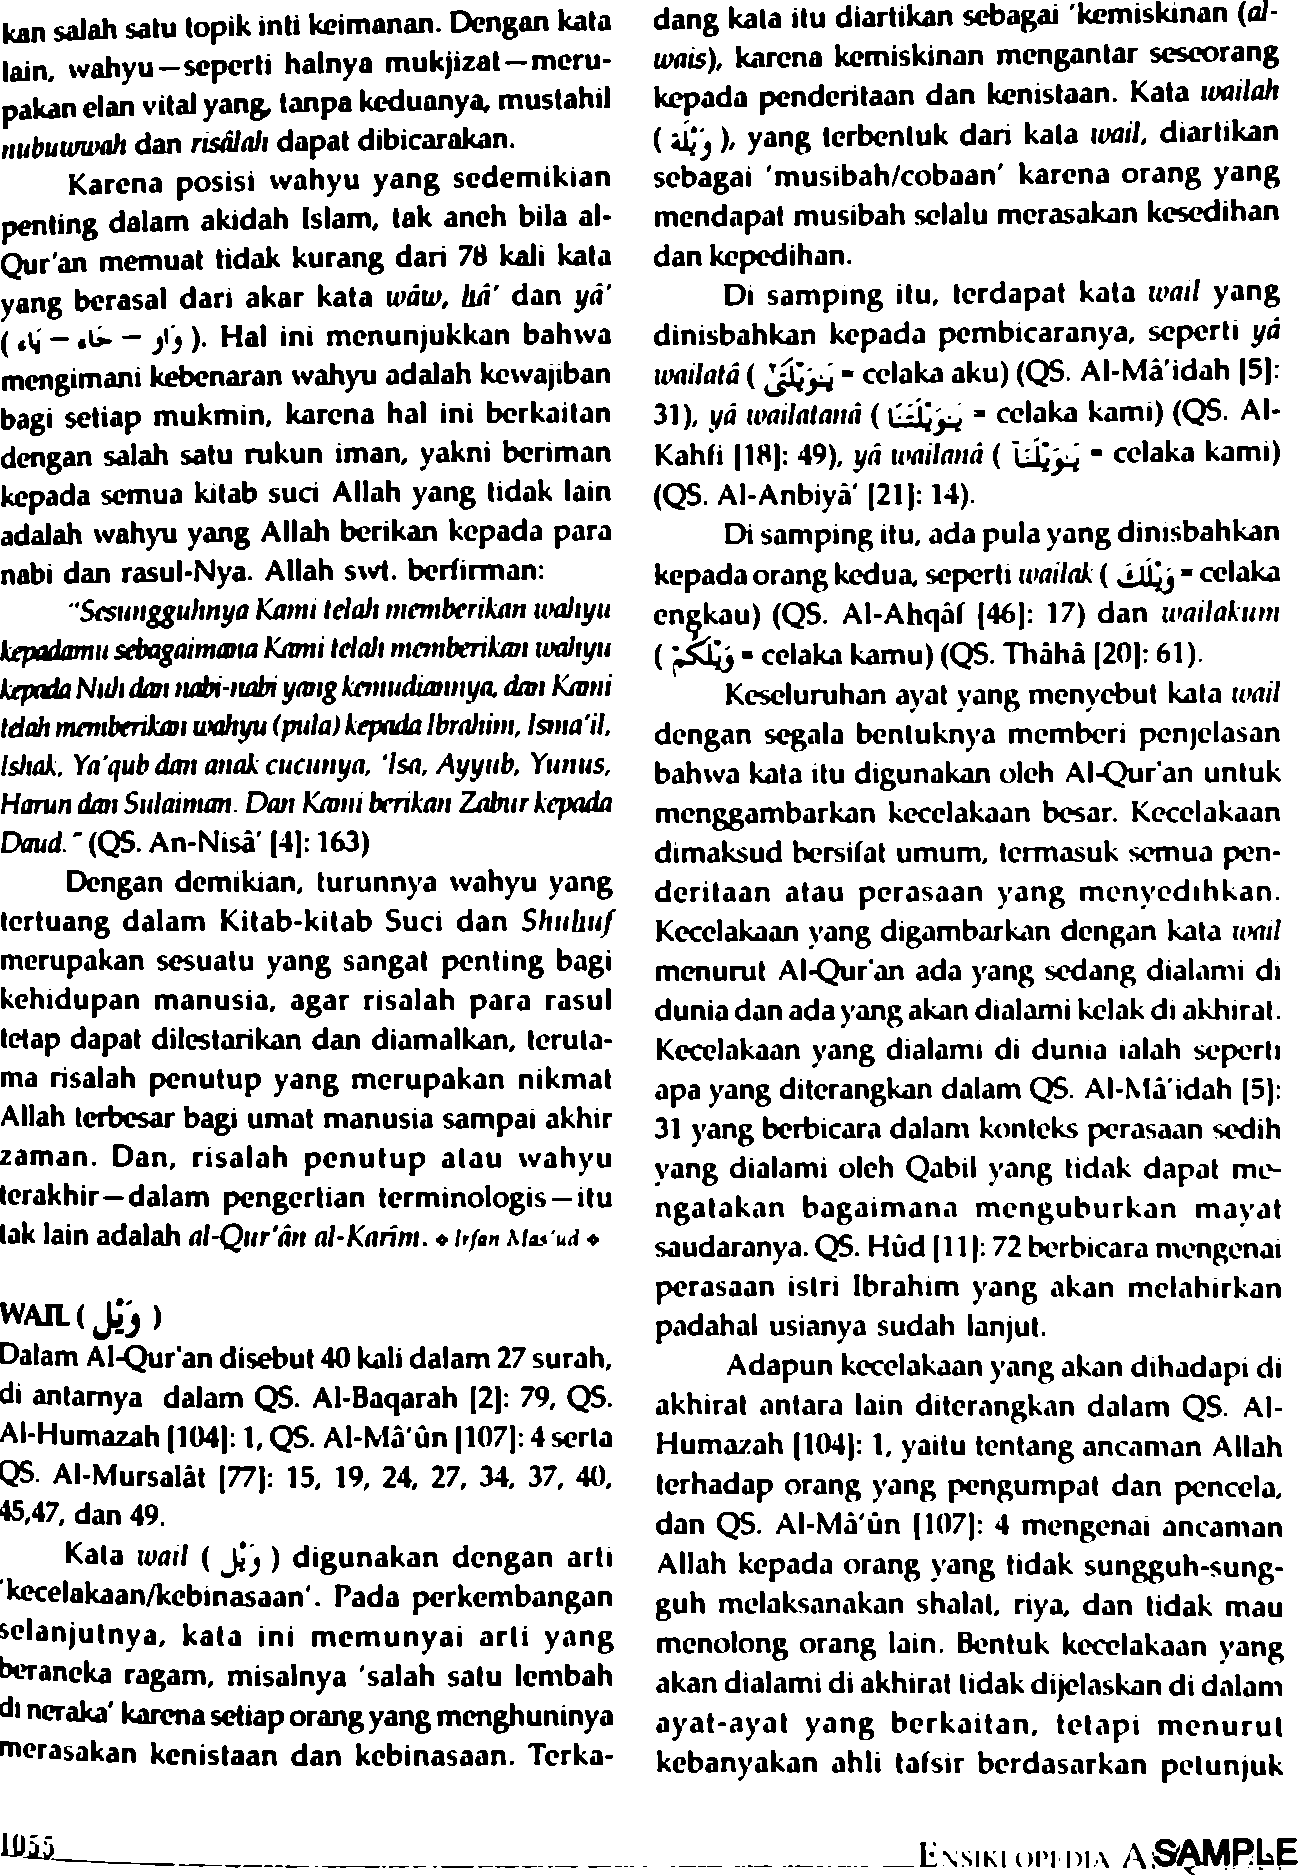 kan salah satu topik inti keimanan. Dengan kata
lain, wahyu—seperti halnya mukjizat—meru-
pakan elan vital yang, tanpa keduanya, mustahil
nubuwwah dan risâlah dapat dibicarakan.
Karena posisi wahyu yang sedemikian
penting dalam akidah Islam, tak aneh bila al-
Qur'an memuat tidak kurang dari 78 kali kata
yang berasal dari akar kata wâw, hâ' dan yâ'
( وَاو – حَاء – يَاء ). Hal ini menunjukkan bahwa
mengimani kebenaran wahyu adalah kewajiban
bagi setiap mukmin, karena hal ini berkaitan
dengan salah satu rukun iman, yakni beriman
kepada semua kitab suci Allah yang tidak lain
adalah wahyu yang Allah berikan kepada para
nabi dan rasul-Nya. Allah swt. berfirman:
"Sesungguhnya Kami telah memberikan wahyu
kepadamu sebagaimana Kami telah memberikan wahyu
kepada Nuh dan nabi-nabi yang kemudiannya, dan Kami
telah memberikan wahyu (pula) kepada Ibrahim, Isma'il,
Ishak, Ya'qub dan anak cucunya, 'Isa, Ayyub, Yunus,
Harun dan Sulaiman. Dan Kami berikan Zabur kepada
Daud." (QS. An-Nisâ' [4]: 163)
Dengan demikian, turunnya wahyu yang
tertuang dalam Kitab-kitab Suci dan Shuhuf
merupakan sesuatu yang sangat penting bagi
kehidupan manusia, agar risalah para rasul
tetap dapat dilestarikan dan diamalkan, teruta-
ma risalah penutup yang merupakan nikmat
Allah terbesar bagi umat manusia sampai akhir
zaman. Dan, risalah penutup atau wahyu
terakhir—dalam pengertian terminologis—itu
tak lain adalah al-Qur'ân al-Karîm. ◆ Irfan Mas'ud ◆
WAIL ( وَيْل )
Dalam Al-Qur'an disebut 40 kali dalam 27 surah,
di antarnya dalam QS. Al-Baqarah [2]: 79, QS.
Al-Humazah [104]: 1, QS. Al-Mâ'ûn [107]: 4 serta
QS. Al-Mursalât [77]: 15, 19, 24, 27, 34, 37, 40,
45,47, dan 49.
Kata wail ( وَيْل ) digunakan dengan arti
'kecelakaan/kebinasaan'. Pada perkembangan
selanjutnya, kata ini memunyai arti yang
beraneka ragam, misalnya 'salah satu lembah
di neraka' karena setiap orang yang menghuninya
merasakan kenistaan dan kebinasaan. Terka-
dang kata itu diartikan sebagai 'kemiskinan (al-
wais), karena kemiskinan mengantar seseorang
kepada penderitaan dan kenistaan. Kata wailah
( وَيْلَة ), yang terbentuk dari kata wail, diartikan
sebagai 'musibah/cobaan' karena orang yang
mendapat musibah selalu merasakan kesedihan
dan kepedihan.
Di samping itu, terdapat kata wail yang
dinisbahkan kepada pembicaranya, seperti yâ
wailatâ ( يَـٰوَيْلَتَىٰٓ = celaka aku) (QS. Al-Mâ'idah [5]:
31), yâ wailatanâ ( يَـٰوَيْلَتَنَا = celaka kami) (QS. Al-
Kahfi [18]: 49), yâ wailanâ ( يَـٰوَيْلَنَآ = celaka kami)
(QS. Al-Anbiyâ' [21]: 14).
Di samping itu, ada pula yang dinisbahkan
kepada orang kedua, seperti wailak ( وَيْلَكَ = celaka
engkau) (QS. Al-Ahqâf [46]: 17) dan wailakum
( وَيْلَكُمْ = celaka kamu) (QS. Thâhâ [20]: 61).
Keseluruhan ayat yang menyebut kata wail
dengan segala bentuknya memberi penjelasan
bahwa kata itu digunakan oleh Al-Qur'an untuk
menggambarkan kecelakaan besar. Kecelakaan
dimaksud bersifat umum, termasuk semua pen-
deritaan atau perasaan yang menyedihkan.
Kecelakaan yang digambarkan dengan kata wail
menurut Al-Qur'an ada yang sedang dialami di
dunia dan ada yang akan dialami kelak di akhirat.
Kecelakaan yang dialami di dunia ialah seperti
apa yang diterangkan dalam QS. Al-Mâ'idah [5]:
31 yang berbicara dalam konteks perasaan sedih
yang dialami oleh Qabil yang tidak dapat me-
ngatakan bagaimana menguburkan mayat
saudaranya. QS. Hûd [11]: 72 berbicara mengenai
perasaan istri Ibrahim yang akan melahirkan
padahal usianya sudah lanjut.
Adapun kecelakaan yang akan dihadapi di
akhirat antara lain diterangkan dalam QS. Al-
Humazah [104]: 1, yaitu tentang ancaman Allah
terhadap orang yang pengumpat dan pencela,
dan QS. Al-Mâ'ûn [107]: 4 mengenai ancaman
Allah kepada orang yang tidak sungguh-sung-
guh melaksanakan shalat, riya, dan tidak mau
menolong orang lain. Bentuk kecelakaan yang
akan dialami di akhirat tidak dijelaskan di dalam
ayat-ayat yang berkaitan, tetapi menurut
kebanyakan ahli tafsir berdasarkan petunjuk
1055
ENSIKLOPEDIA A SAMPLE